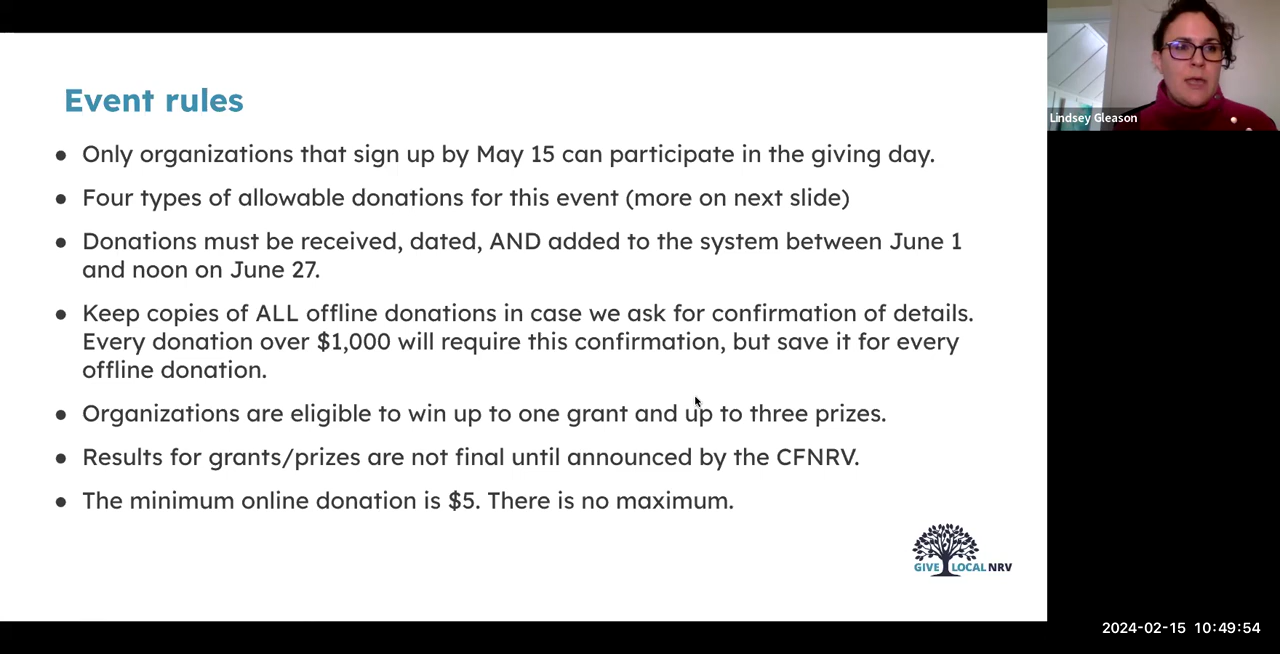 Event rules
● Only organizations that sign up by May 15 can participate in the giving day.
● Four types of allowable donations for this event (more on next slide)
● Donations must be received, dated, AND added to the system between June 1
and noon on June 27.
● Keep copies of ALL offline donations in case we ask for confirmation of details.
Every donation over $1,000 will require this confirmation, but save it for every
offline donation.
● Organizations are eligible to win up to one grant and up to three prizes.
● Results for grants/prizes are not final until announced by the CFNRV.
● The minimum online donation is $5. There is no maximum.
GIVE LOCAL NRV
Lindsey Gleason
2024-02-15 10:49:54